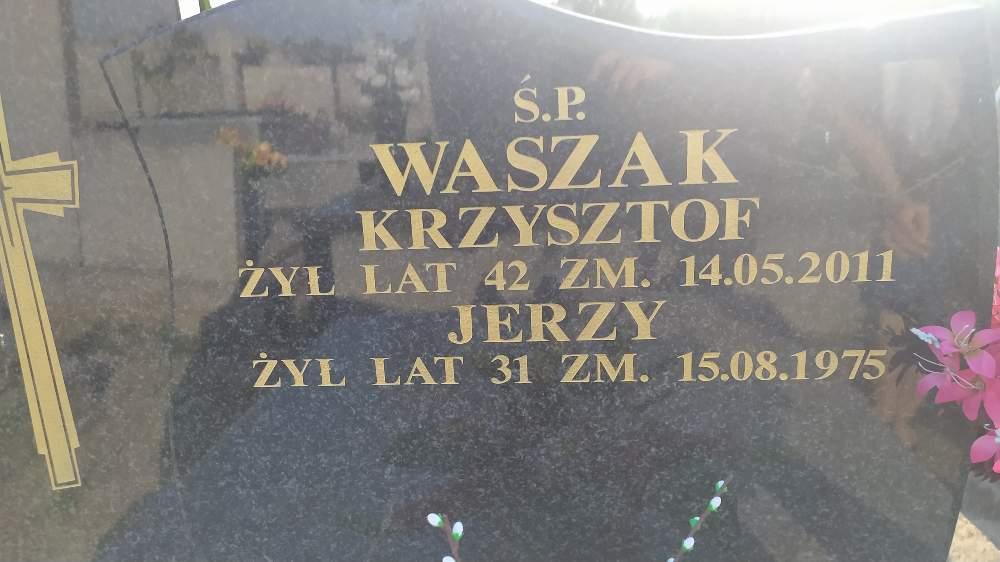 Ś.P.
WASZAK
KRZYSZTOF
ŻYŁ LAT 42 ZM. 14.05.2011
JERZY
ŻYŁ LAT 31 ZM. 15.08.1975